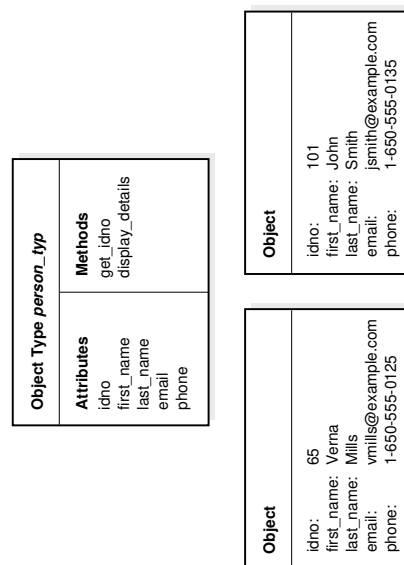 Object Type person_typ
Attributes
idno
first_name
last_name
email
phone
Methods
get_idno
display_details
Object
idno: 65
first_name: Verna
last_name: Mills
email: vmills@example.com
phone: 1-650-555-0125
Object
idno: 101
first_name: John
last_name: Smith
email: jsmith@example.com
phone: 1-650-555-0135